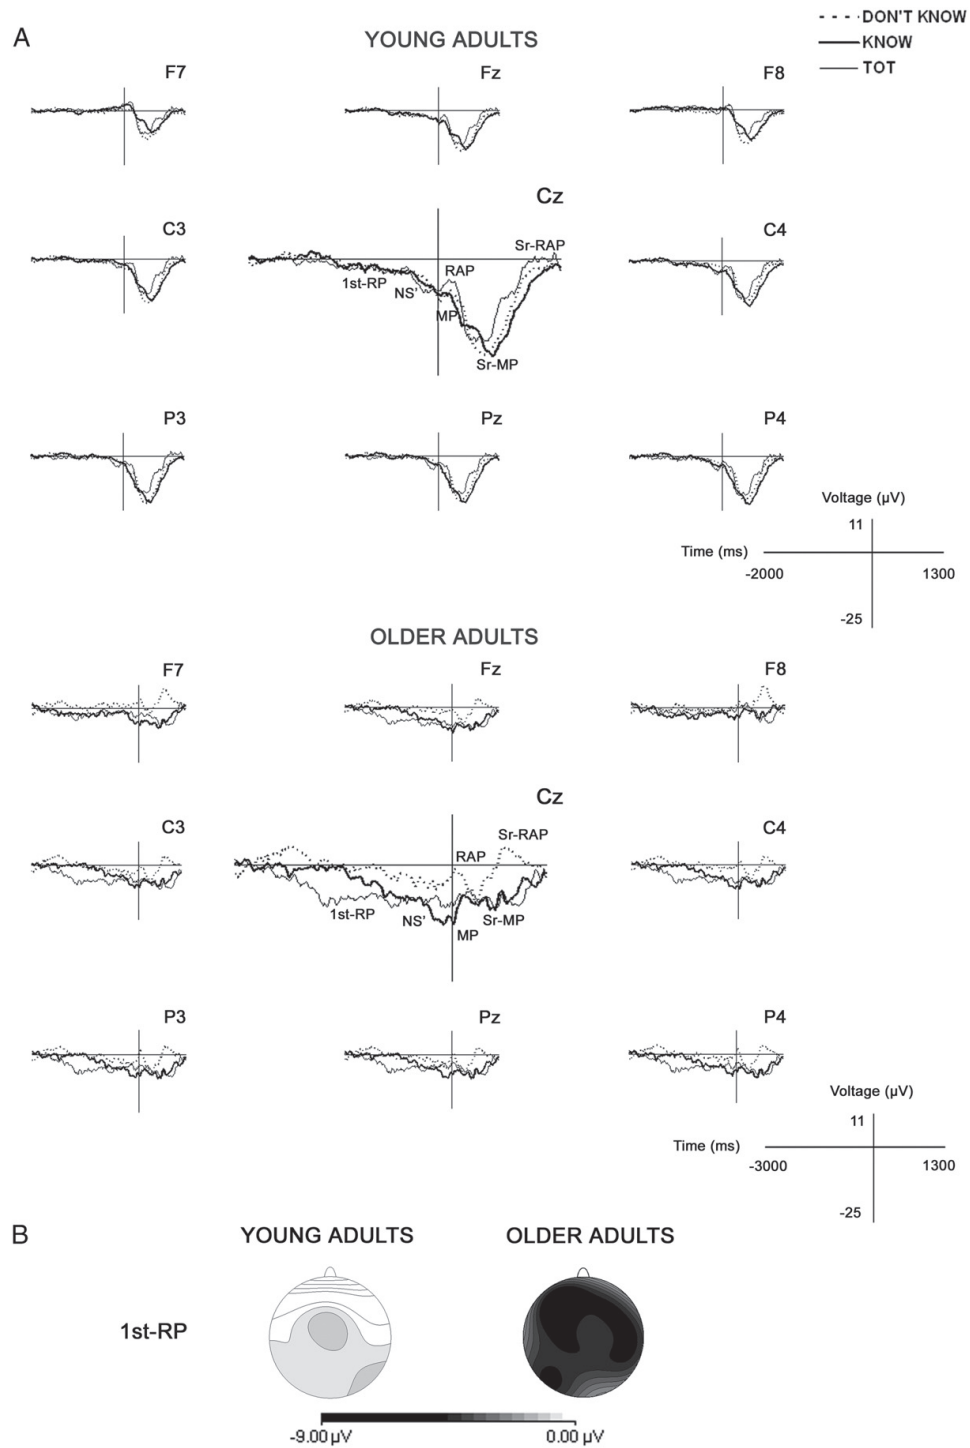 A
YOUNG ADULTS
DON'T KNOW
KNOW
TOT
F7
Fz
F8
Cz
C3
C4
Sr-RAP
RAP
1st-RP
NS'
MP
Sr-MP
P3
Pz
P4
Voltage (µV)
11
Time (ms)
-2000
1300
-25
OLDER ADULTS
F7
Fz
F8
Cz
C3
C4
Sr-RAP
RAP
1st-RP
NS'
Sr-MP
MP
P3
Pz
P4
Voltage (µV)
11
Time (ms)
-3000
1300
-25
B
YOUNG ADULTS
OLDER ADULTS
1st-RP
-9.00 µV
0.00 µV